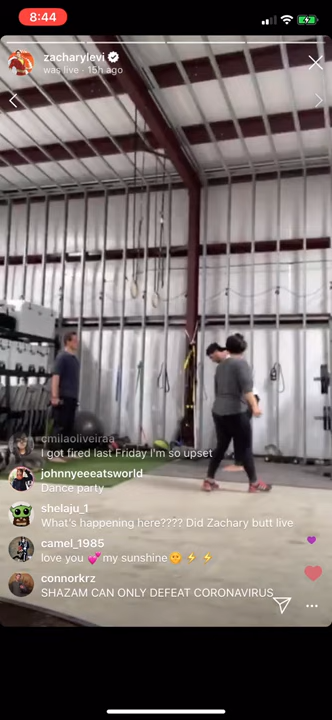 8:44
zacharylevi
was live · 15h ago
cmilaoliveiraa
I got fired last Friday I'm so upset
johnnyeeeatsworld
Dance party
shelaju_1
What's happening here???? Did Zachary butt live
camel_1985
love you 💕 my sunshine 🌞⚡⚡
connorkrz
SHAZAM CAN ONLY DEFEAT CORONAVIRUS